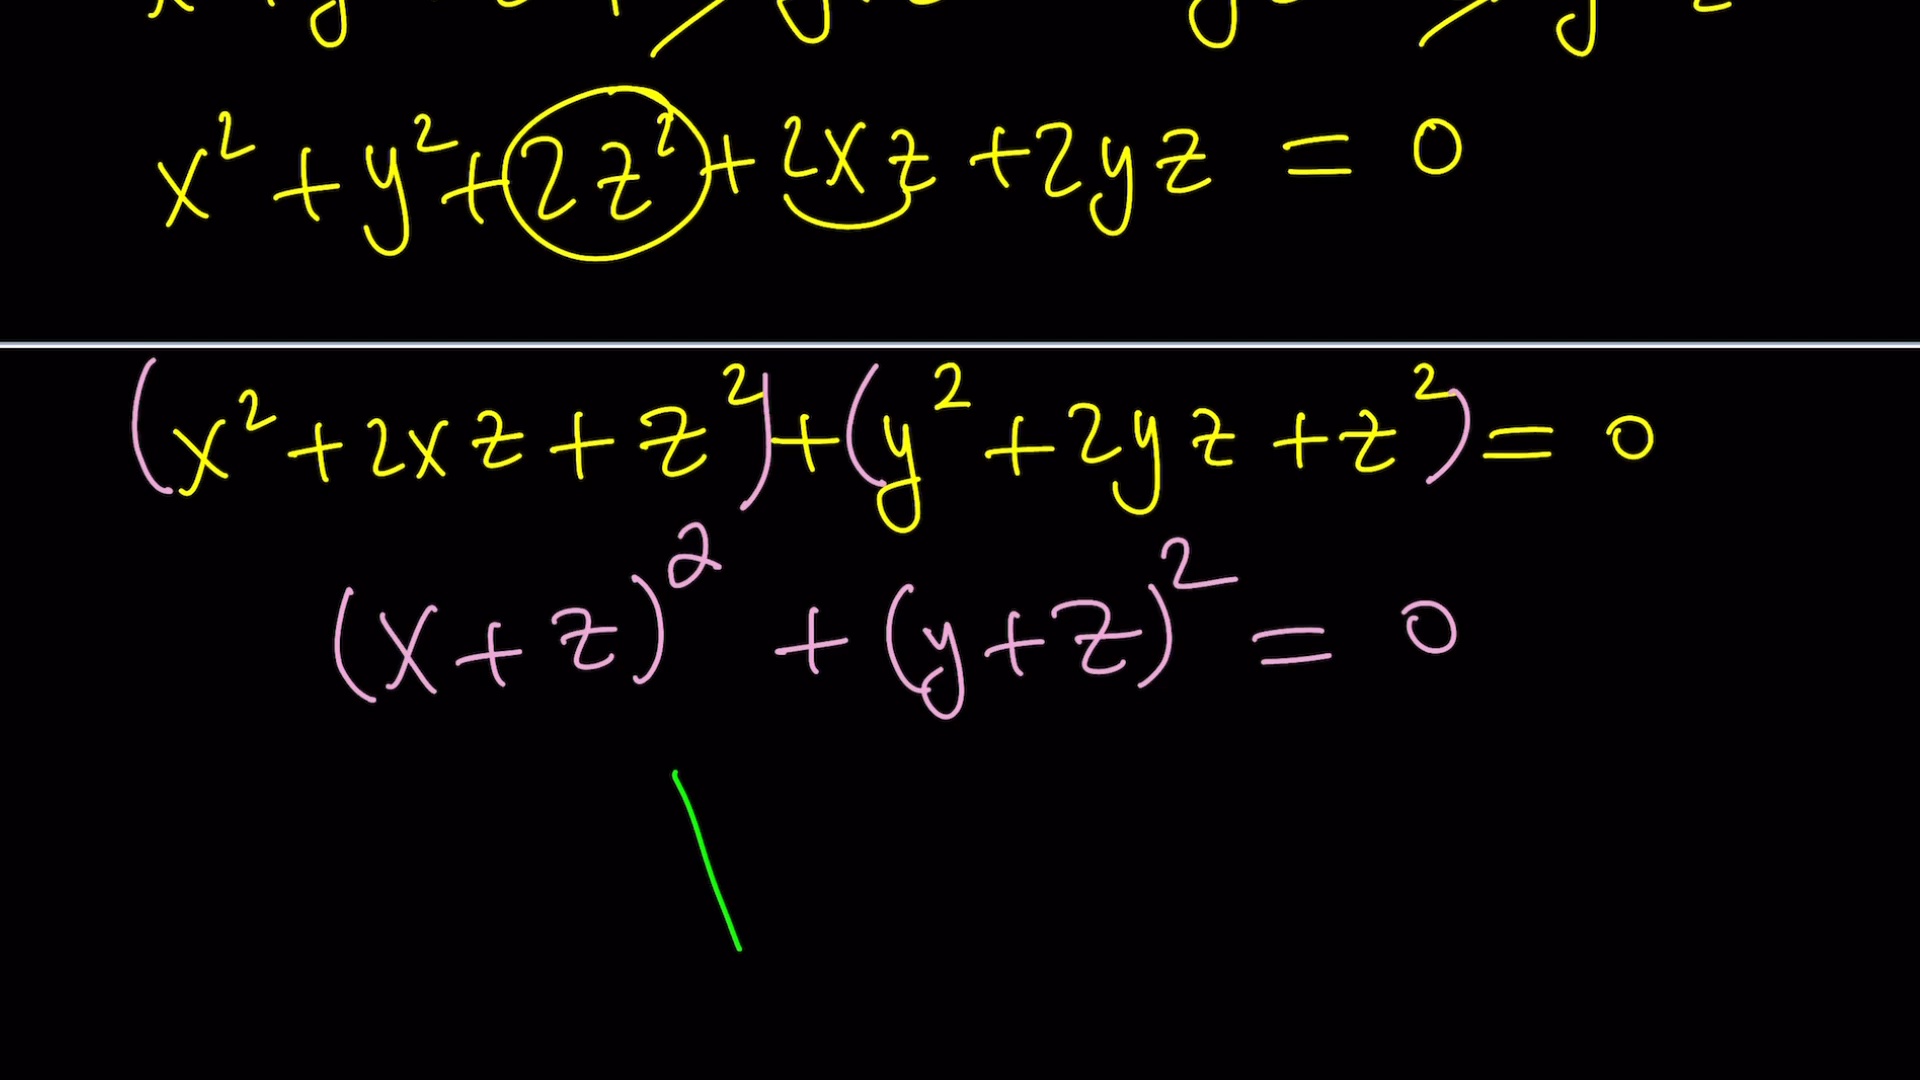 x² + y² + 2z² + 2xz + 2yz = 0
(x² + 2xz + z²) + (y² + 2yz + z²) = 0
(x + z)² + (y + z)² = 0